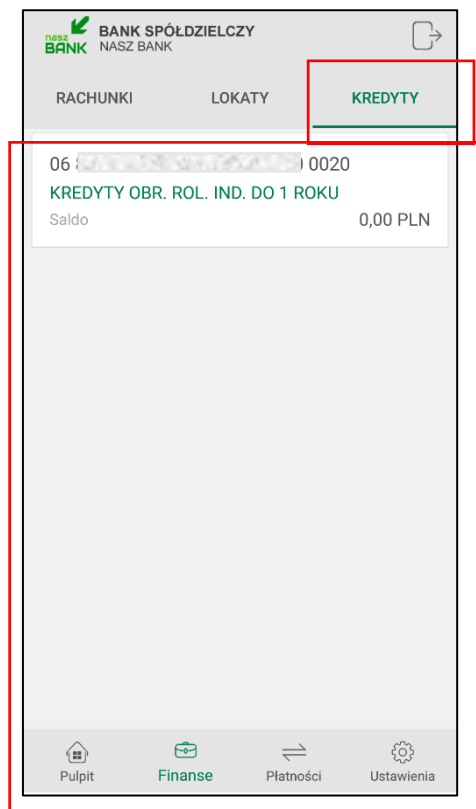 nasz BANK BANK SPÓŁDZIELCZY
NASZ BANK
RACHUNKI LOKATY KREDYTY
06 0020
KREDYTY OBR. ROL. IND. DO 1 ROKU
Saldo 0,00 PLN
Pulpit Finanse Płatności Ustawienia